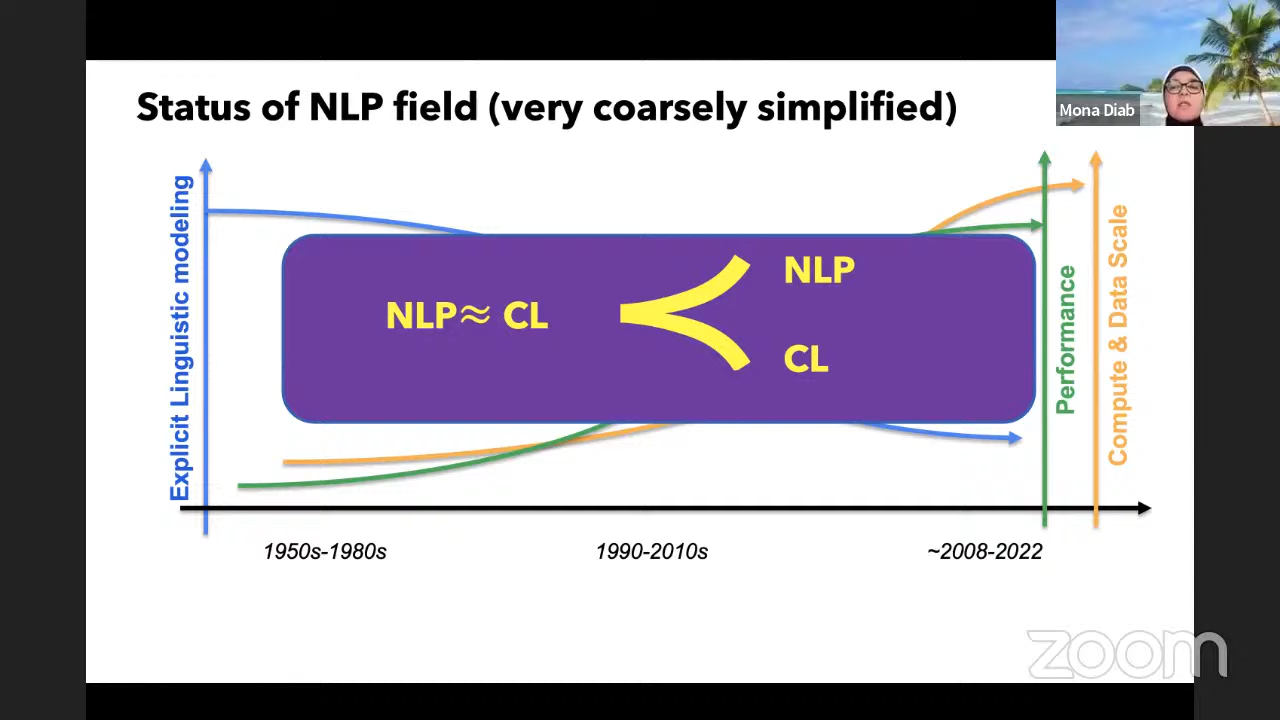 Status of NLP field (very coarsely simplified)
Mona Diab
Explicit Linguistic modeling
NLP≈ CL
NLP
CL
Performance
Compute & Data Scale
1950s-1980s
1990-2010s
~2008-2022
zoom